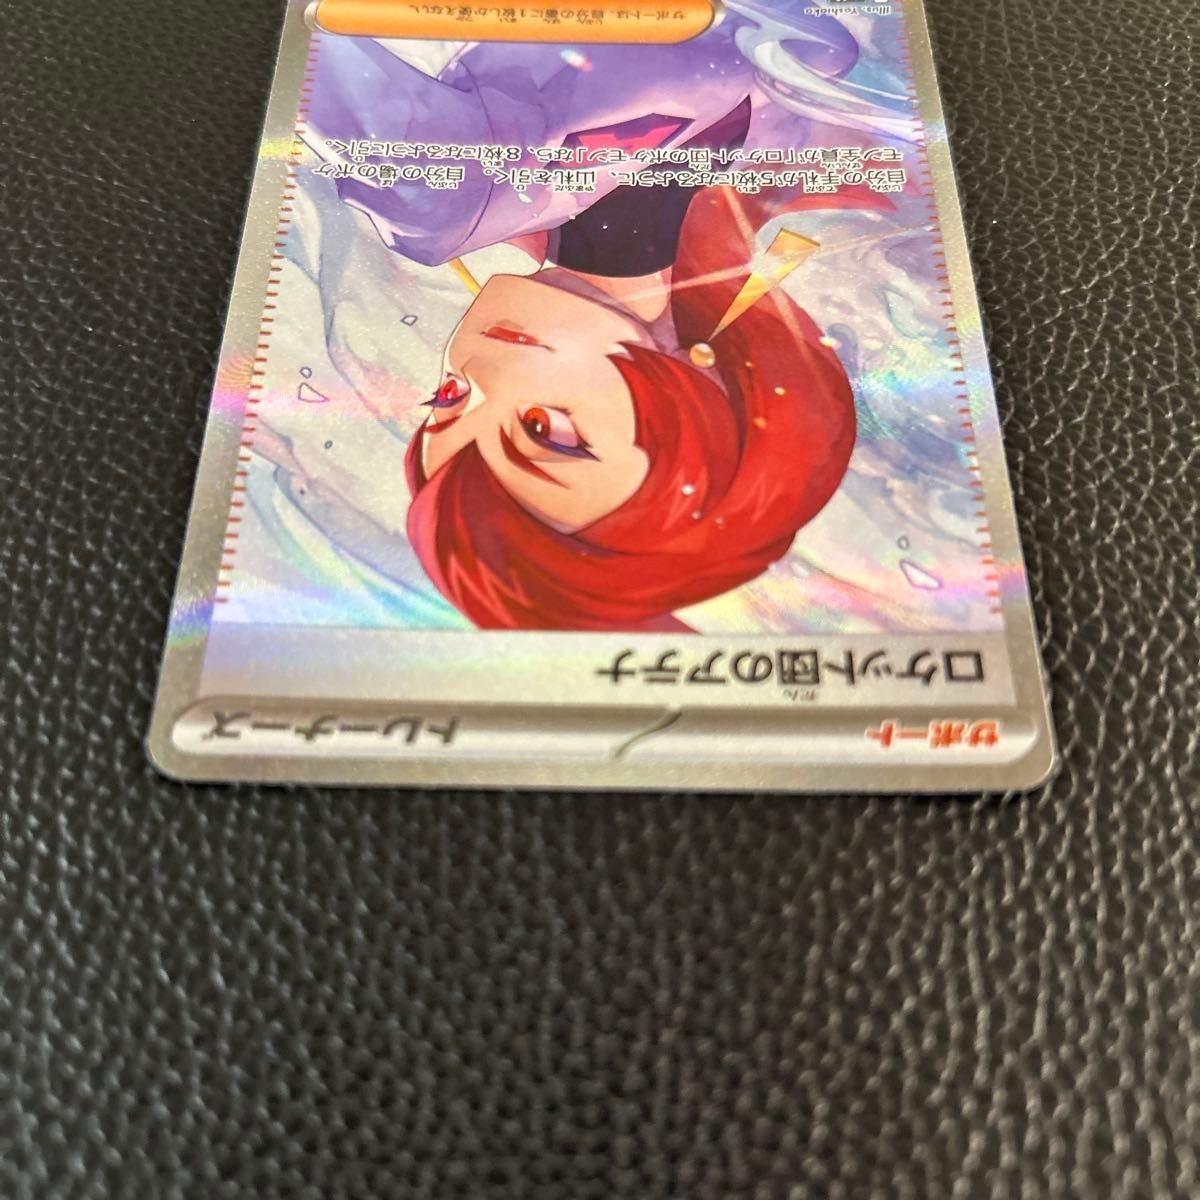 サポート トレーナーズ
ロケット団のアテナ
だん
自分の手札が5枚になるように、山札を引く。自分の場のポケ
モン全員が「ロケット団のポケモン」なら、8枚になるように引く。
サポートは、自分の番に1枚しか使えない。
Illus. Yoshioka